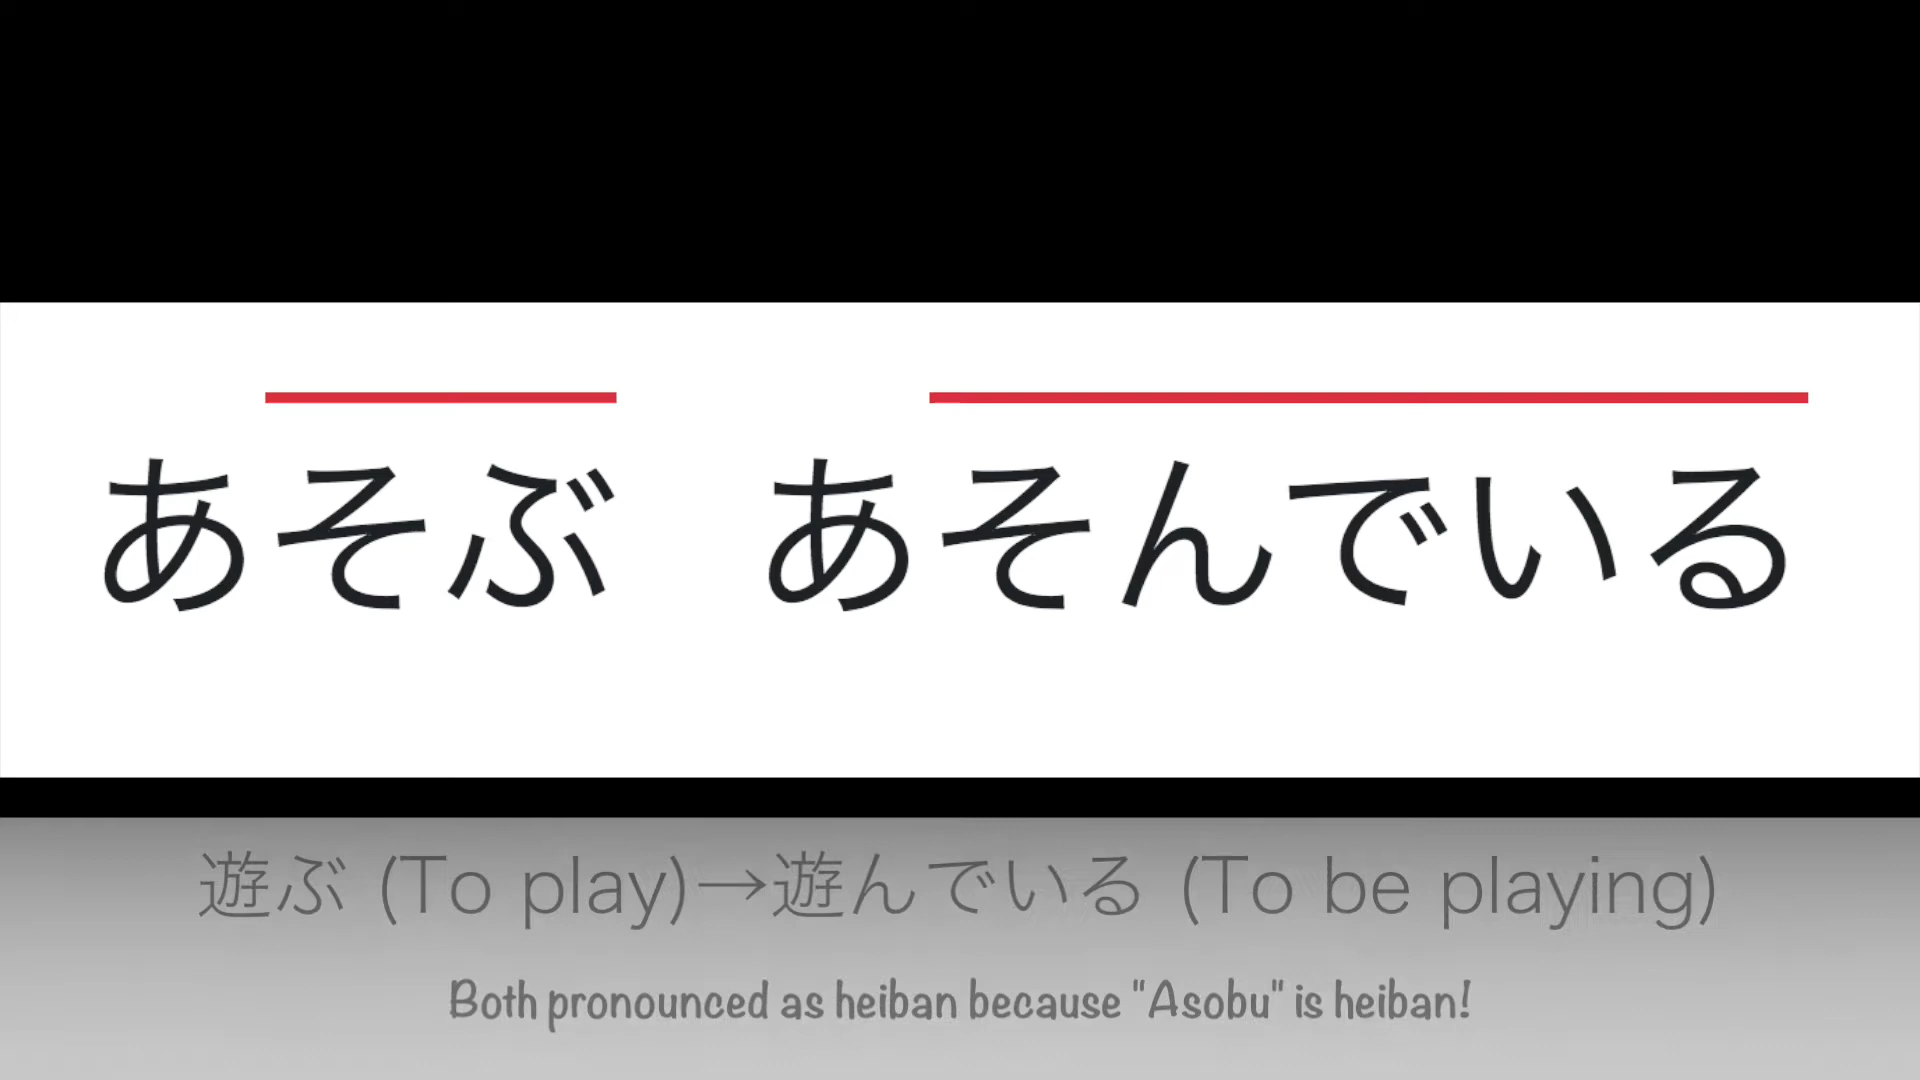 あそぶ あそんでいる
遊ぶ (To play)→遊んでいる (To be playing)
Both pronounced as heiban because "Asobu" is heiban!